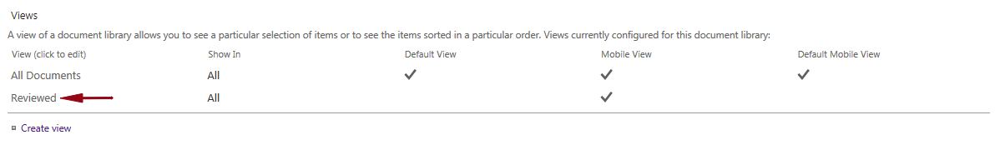 Views
A view of a document library allows you to see a particular selection of items or to see the items sorted in a particular order. Views currently configured for this document library:
View (click to edit) Show In Default View Mobile View Default Mobile View
All Documents All
Reviewed All
Create view